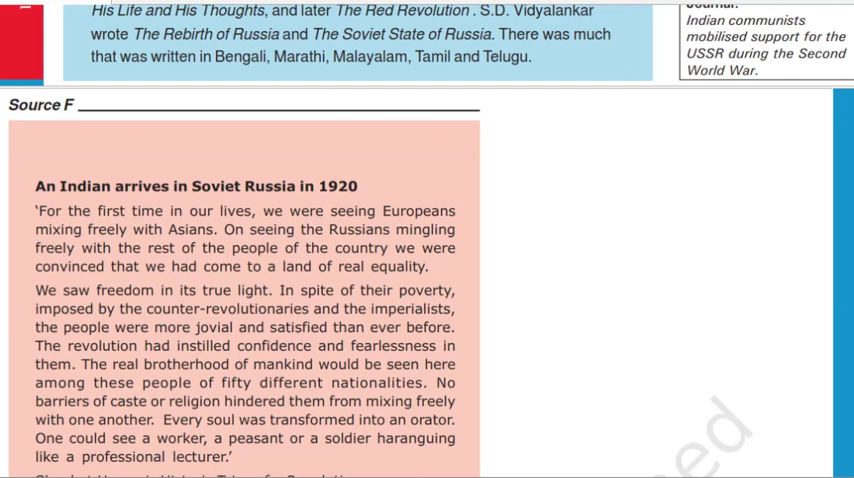 His Life and His Thoughts, and later The Red Revolution . S.D. Vidyalankar
wrote The Rebirth of Russia and The Soviet State of Russia. There was much
that was written in Bengali, Marathi, Malayalam, Tamil and Telugu.
Journal.
Indian communists
mobilised support for the
USSR during the Second
World War.
Source F
An Indian arrives in Soviet Russia in 1920
‘For the first time in our lives, we were seeing Europeans
mixing freely with Asians. On seeing the Russians mingling
freely with the rest of the people of the country we were
convinced that we had come to a land of real equality.
We saw freedom in its true light. In spite of their poverty,
imposed by the counter-revolutionaries and the imperialists,
the people were more jovial and satisfied than ever before.
The revolution had instilled confidence and fearlessness in
them. The real brotherhood of mankind would be seen here
among these people of fifty different nationalities. No
barriers of caste or religion hindered them from mixing freely
with one another. Every soul was transformed into an orator.
One could see a worker, a peasant or a soldier haranguing
like a professional lecturer.’